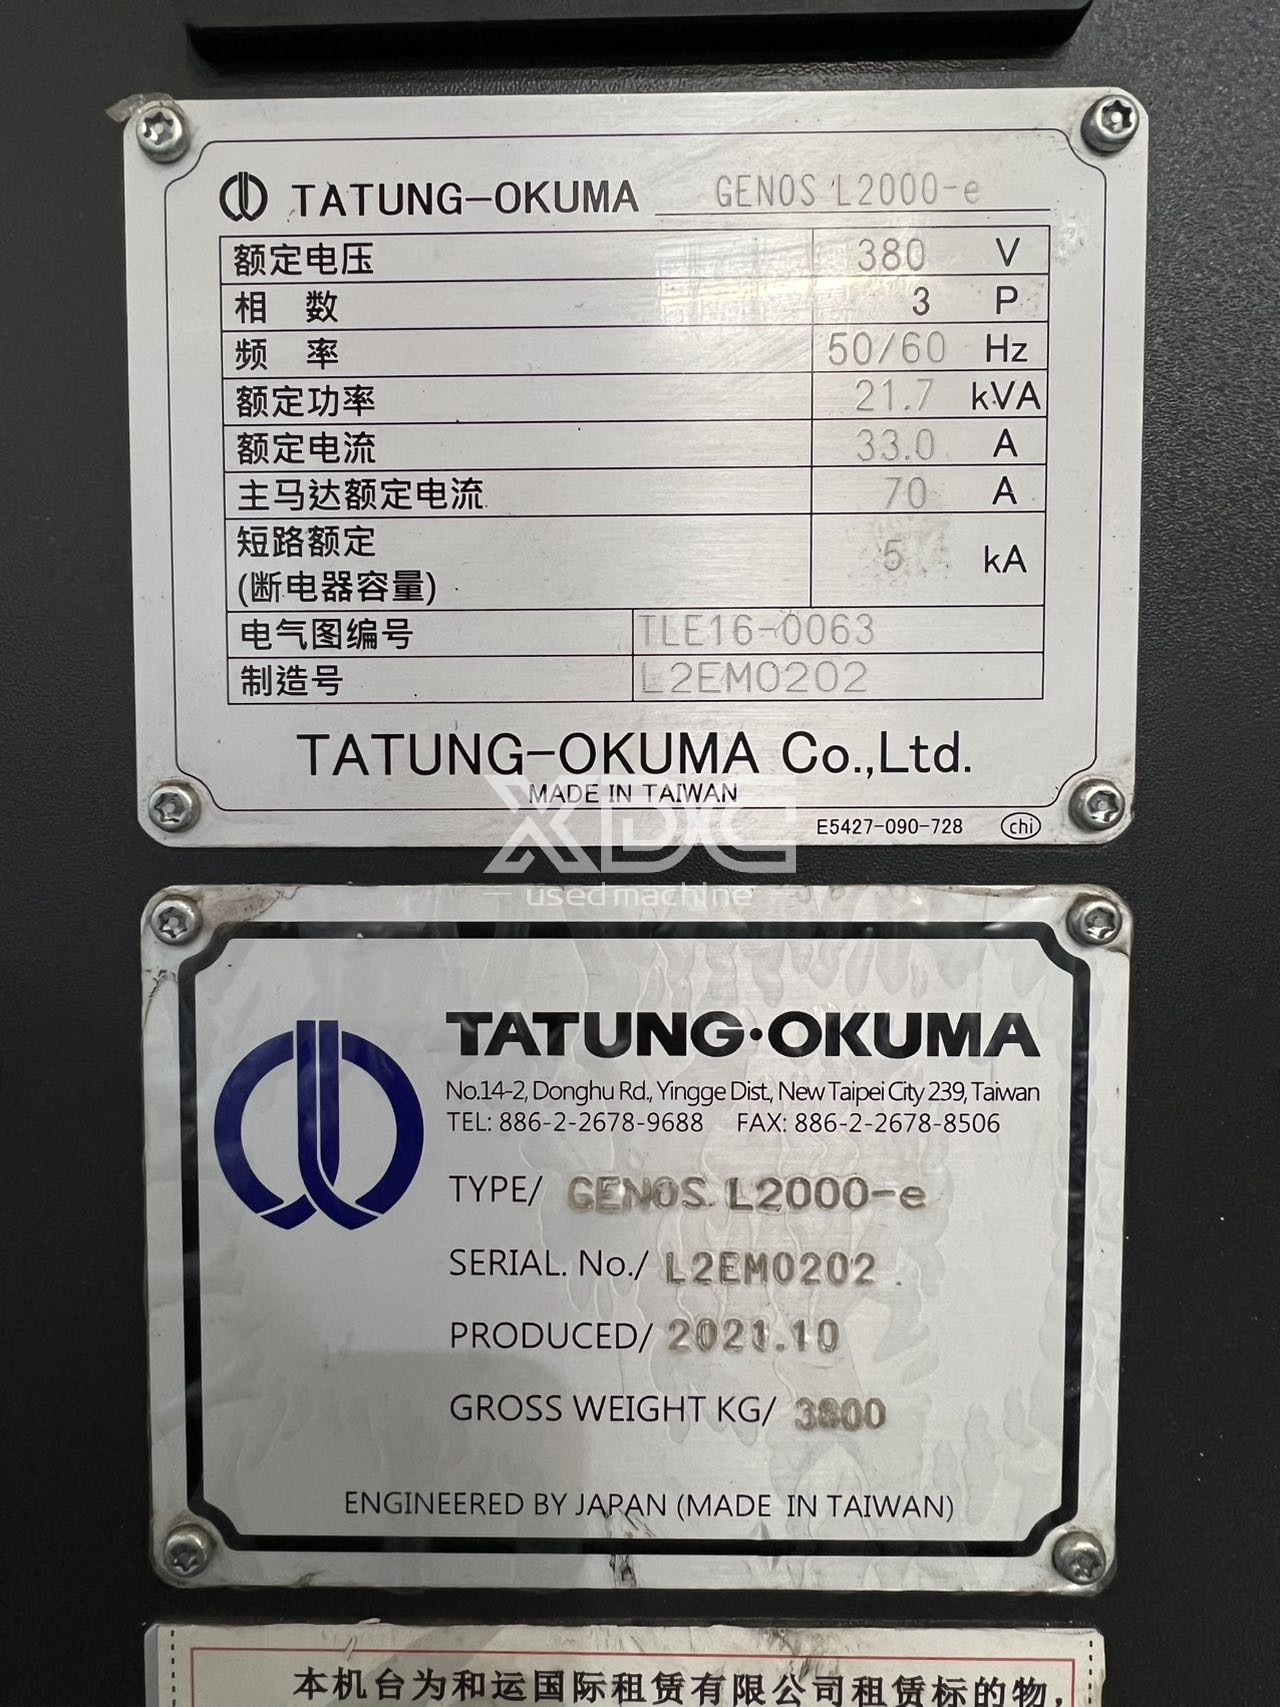 TATUNG-OKUMA GENOS L2000-e
额定电压 380 V
相 数 3 P
频 率 50/60 Hz
额定功率 21.7 kVA
额定电流 33.0 A
主马达额定电流 70 A
短路额定
(断电器容量) 5 kA
电气图编号 TLE16-0063
制造号 L2EM0202
TATUNG-OKUMA Co.,Ltd.
MADE IN TAIWAN
E5427-090-728 chi
XDC
usedmachine
TATUNG·OKUMA
No.14-2, Donghu Rd., Yingge Dist., New Taipei City 239, Taiwan
TEL: 886-2-2678-9688 FAX: 886-2-2678-8506
TYPE/ GENOS L2000-e
SERIAL. No./ L2EM0202
PRODUCED/ 2021.10
GROSS WEIGHT KG/ 3800
ENGINEERED BY JAPAN (MADE IN TAIWAN)
本机台为和运国际租赁有限公司租赁标的物,